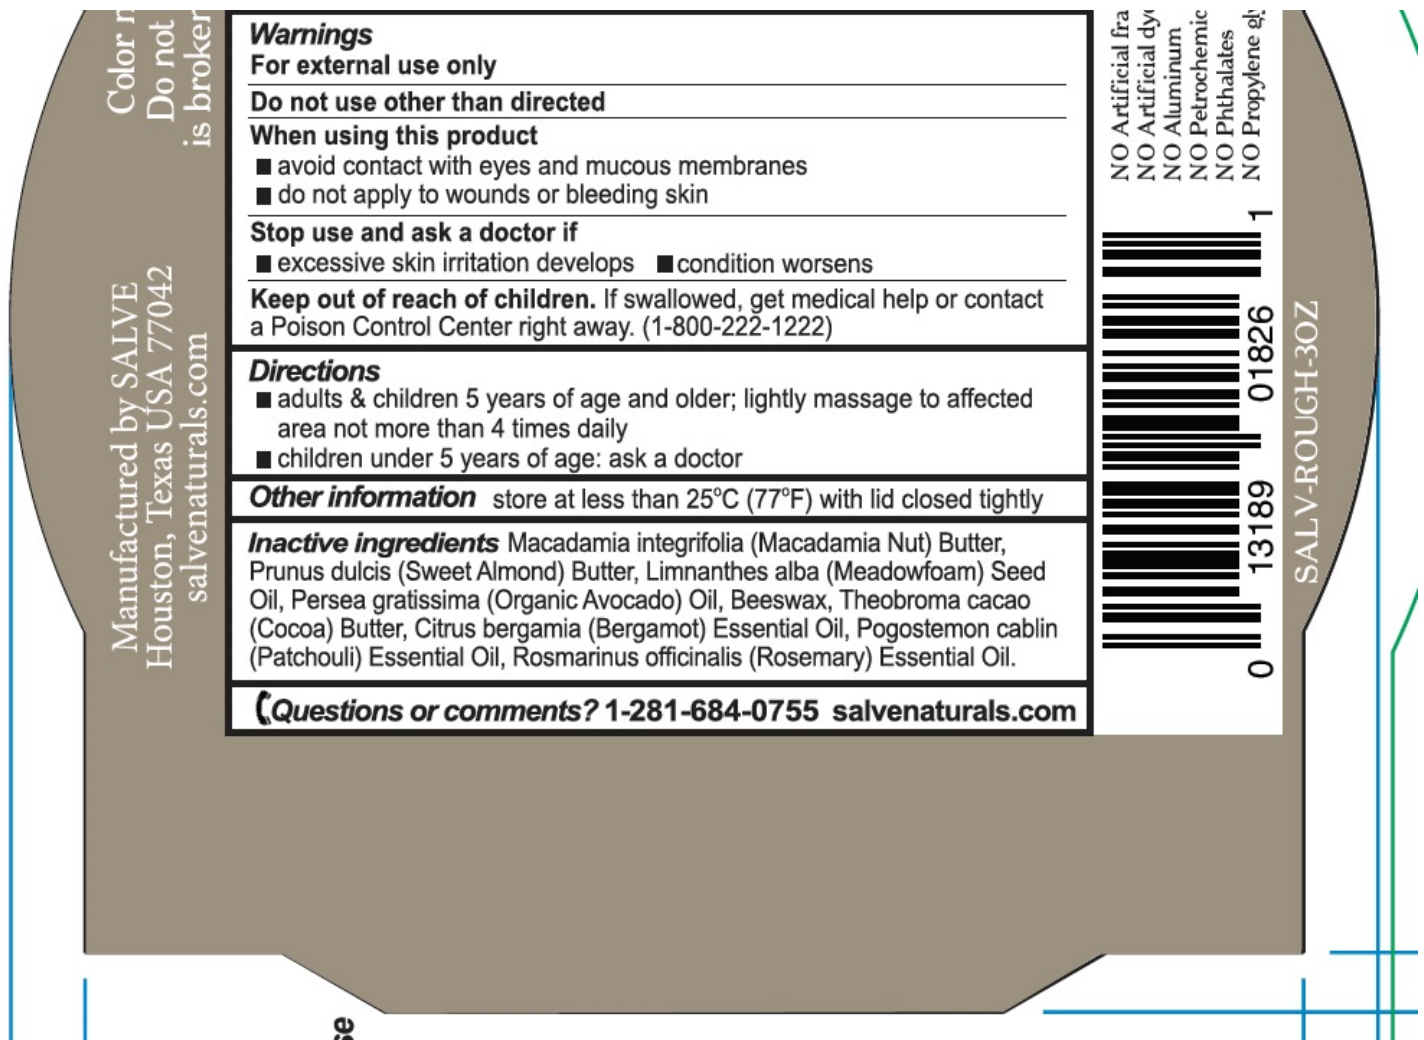 Color
Do not
is broken
Manufactured by SALVE
Houston, Texas USA 77042
salvenaturals.com
Warnings
For external use only
Do not use other than directed
When using this product
■ avoid contact with eyes and mucous membranes
■ do not apply to wounds or bleeding skin
Stop use and ask a doctor if
■ excessive skin irritation develops ■ condition worsens
Keep out of reach of children. If swallowed, get medical help or contact
a Poison Control Center right away. (1-800-222-1222)
Directions
■ adults & children 5 years of age and older; lightly massage to affected
area not more than 4 times daily
■ children under 5 years of age: ask a doctor
Other information store at less than 25°C (77°F) with lid closed tightly
Inactive ingredients Macadamia integrifolia (Macadamia Nut) Butter,
Prunus dulcis (Sweet Almond) Butter, Limnanthes alba (Meadowfoam) Seed
Oil, Persea gratissima (Organic Avocado) Oil, Beeswax, Theobroma cacao
(Cocoa) Butter, Citrus bergamia (Bergamot) Essential Oil, Pogostemon cablin
(Patchouli) Essential Oil, Rosmarinus officinalis (Rosemary) Essential Oil.
Questions or comments? 1-281-684-0755 salvenaturals.com
NO Artificial fra
NO Artificial dye
NO Aluminum
NO Petrochemic
NO Phthalates
NO Propylene gly
0 13189 01826 1
SALV-ROUGH-3OZ
se